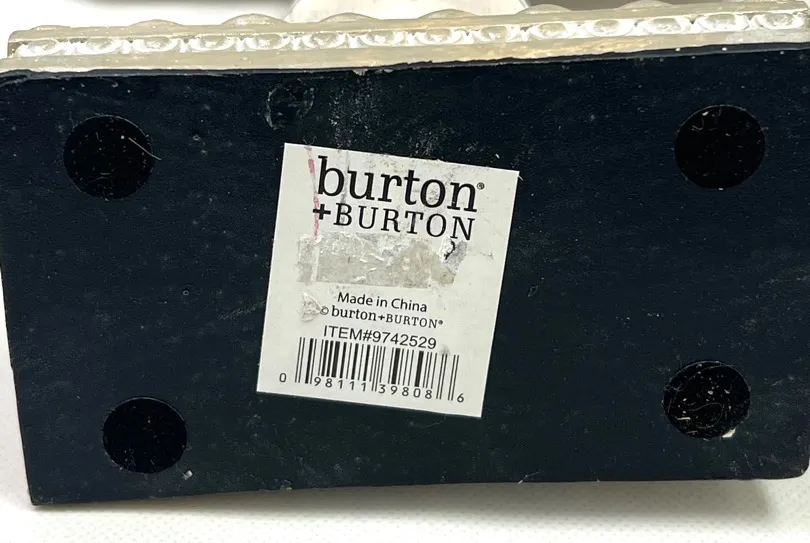 burton®
+BURTON
Made in China
© burton+BURTON®
ITEM#9742529
0 98111 39808 6